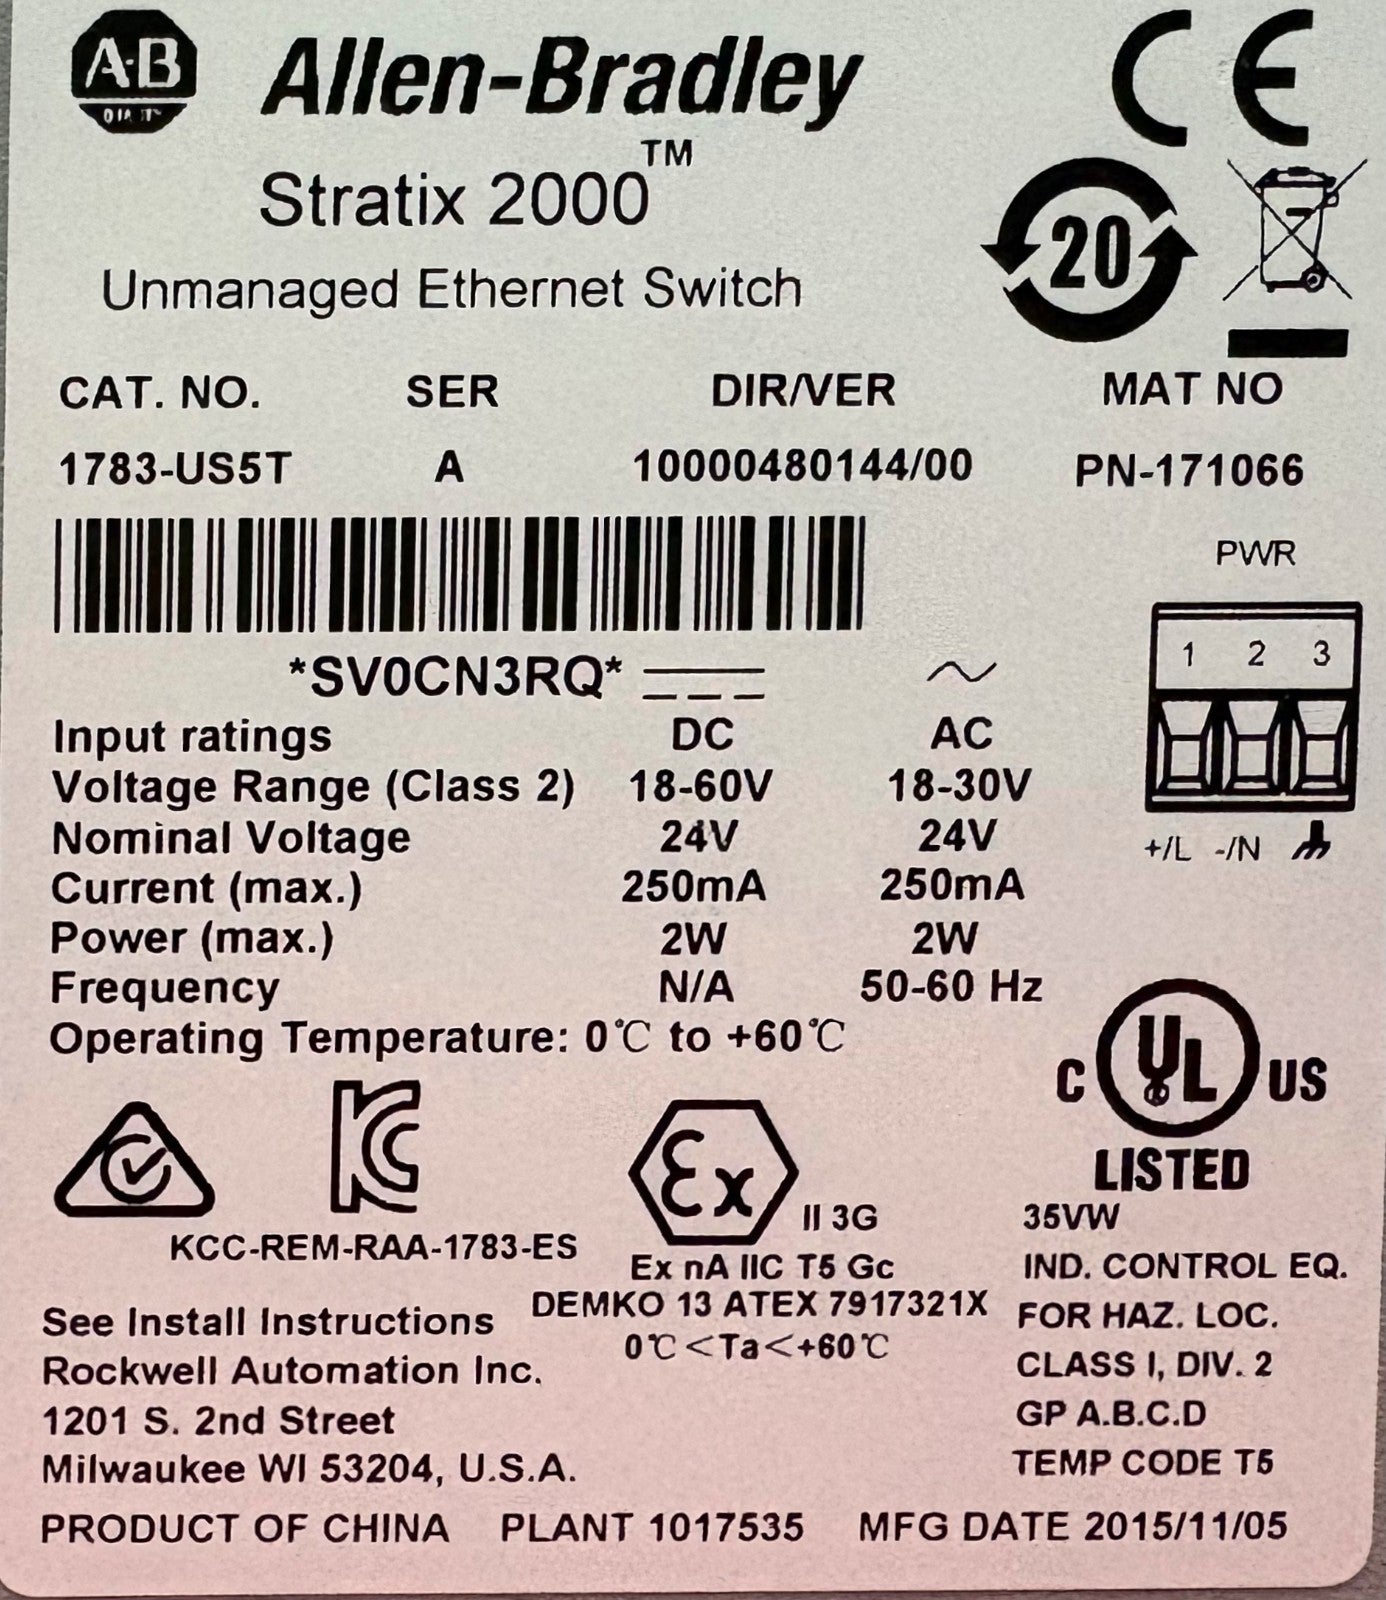 A-B
Allen-Bradley
CE
Stratix 2000™
20
Unmanaged Ethernet Switch
CAT. NO. SER DIR/VER MAT NO
1783-US5T A 10000480144/00 PN-171066
PWR
1 2 3
+/L -/N
*SV0CN3RQ*
Input ratings DC AC
Voltage Range (Class 2) 18-60V 18-30V
Nominal Voltage 24V 24V
Current (max.) 250mA 250mA
Power (max.) 2W 2W
Frequency N/A 50-60 Hz
Operating Temperature: 0℃ to +60℃
C UL US
LISTED
KC
KCC-REM-RAA-1783-ES
Ex II 3G
Ex nA IIC T5 Gc
DEMKO 13 ATEX 7917321X
0℃<Ta<+60℃
35VW
IND. CONTROL EQ.
FOR HAZ. LOC.
CLASS I, DIV. 2
GP A.B.C.D
TEMP CODE T5
See Install Instructions
Rockwell Automation Inc.
1201 S. 2nd Street
Milwaukee WI 53204, U.S.A.
PRODUCT OF CHINA PLANT 1017535 MFG DATE 2015/11/05